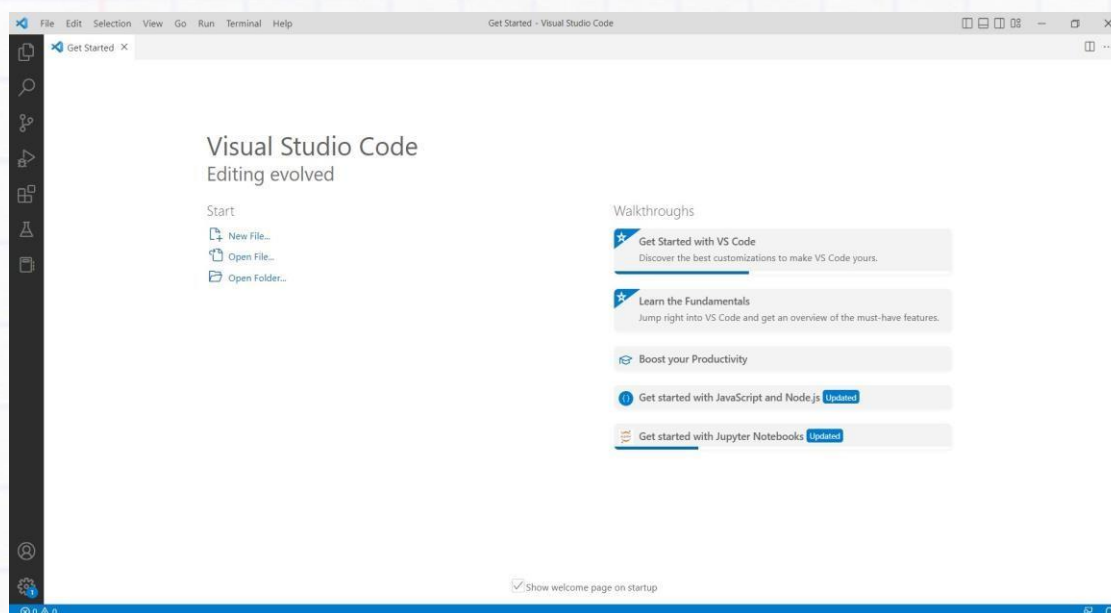 File Edit Selection View Go Run Terminal Help
Get Started - Visual Studio Code
Get Started
Visual Studio Code
Editing evolved
Start
New File...
Open File...
Open Folder...
Walkthroughs
Get Started with VS Code
Discover the best customizations to make VS Code yours.
Learn the Fundamentals
Jump right into VS Code and get an overview of the must-have features.
Boost your Productivity
Get started with JavaScript and Node.js Updated
Get started with Jupyter Notebooks Updated
1
Show welcome page on startup
0 0